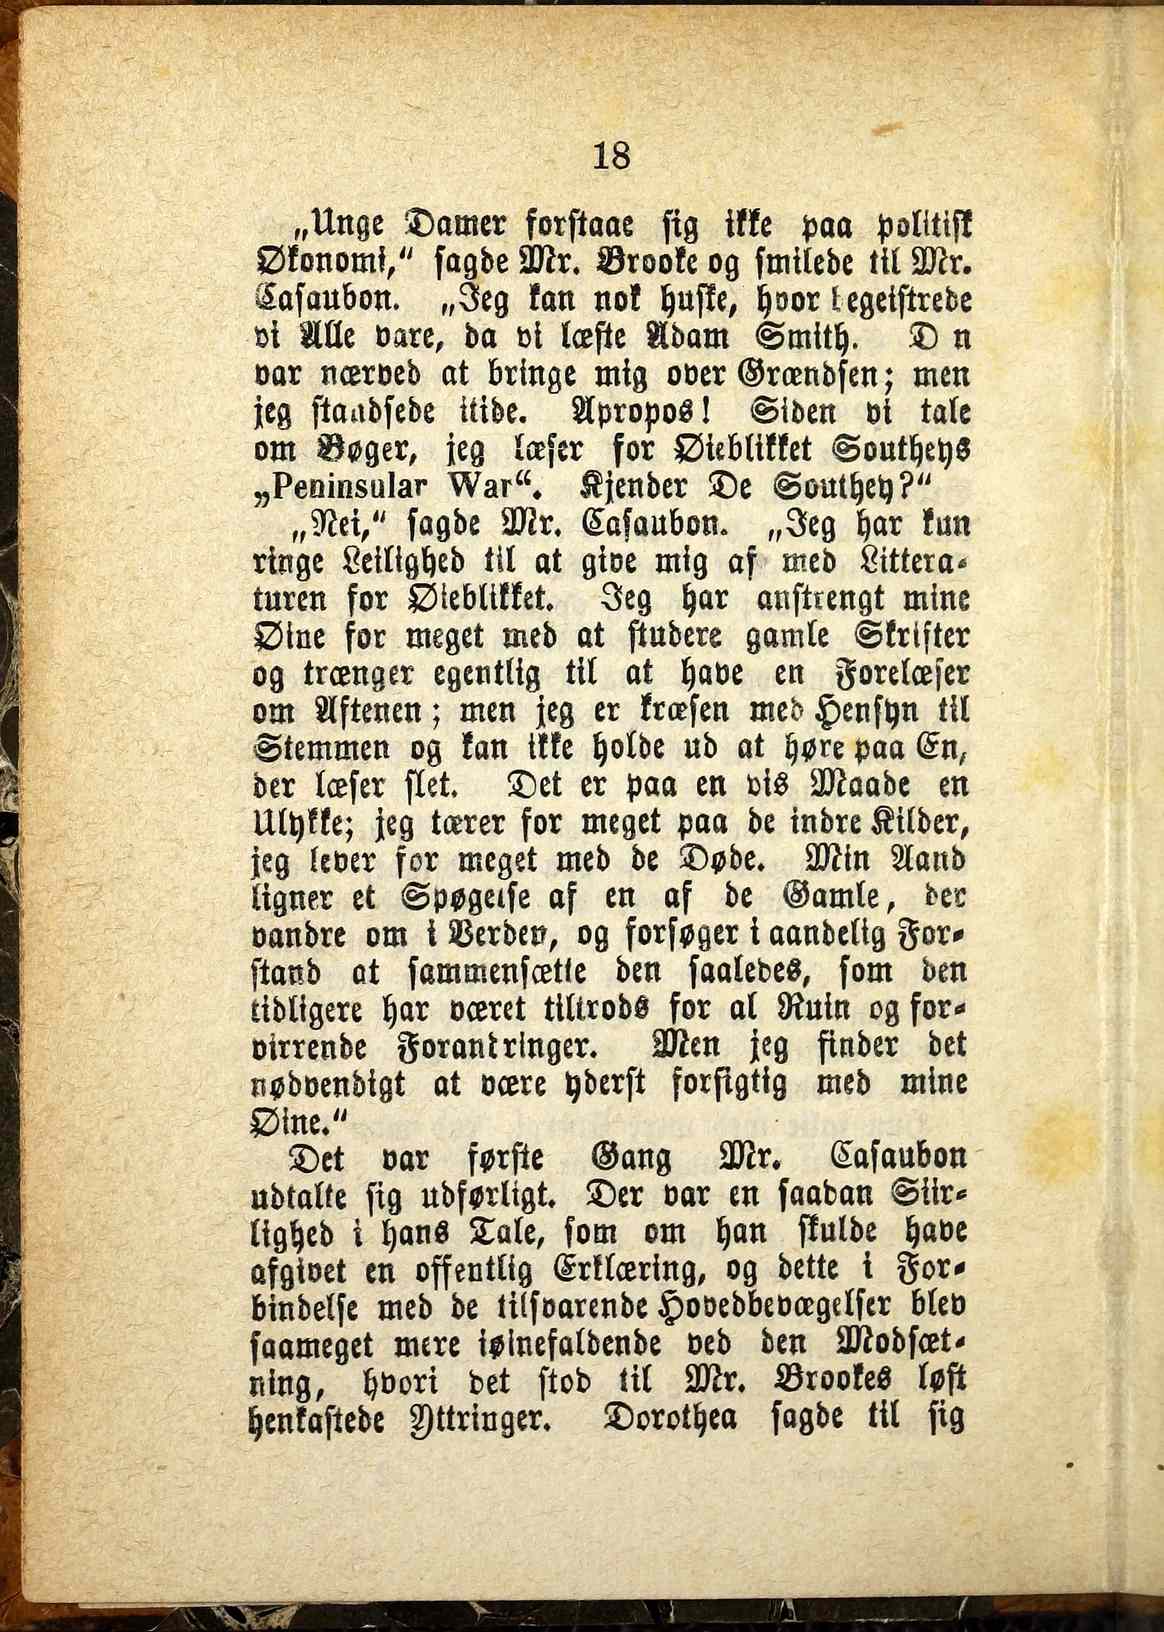 18
„Unge Damer forstaae sig ikke paa politisk
Økonomi,“ sagde Mr. Brooke og smilede til Mr.
Casaubon. „Jeg kan nok huske, hvor begeistrede
vi Alle vare, da vi læste Adam Smith. D n
var nærved at bringe mig over Grændsen; men
jeg standsede itide. Apropos! Siden vi tale
om Bøger, jeg læser for Øieblikket Southeys
„Peninsular War“. Kjender De Southey?“
„Nei,“ sagde Mr. Casaubon. „Jeg har kun
ringe Leilighed til at give mig af med Littera-
turen for Øieblikket. Jeg har anstrengt mine
Øine for meget med at studere gamle Skrifter
og trænger egentlig til at have en Forelæser
om Aftenen; men jeg er kræsen med Hensyn til
Stemmen og kan ikke holde ud at høre paa En,
der læser slet. Det er paa en vis Maade en
Ulykke; jeg tærer for meget paa de indre Kilder,
jeg lever for meget med de Døde. Min Aand
ligner et Spøgelse af en af de Gamle, der
vandre om i Verden, og forsøger i aandelig For-
stand at sammensætte den saaledes, som den
tidligere har været tiltrods for al Ruin og for-
virrende Forandringer. Men jeg finder det
nødvendigt at være yderst forsigtig med mine
Øine.“
Det var første Gang Mr. Casaubon
udtalte sig udførligt. Der var en saadan Siir-
lighed i hans Tale, som om han skulde have
afgivet en offentlig Erklæring, og dette i For-
bindelse med de tilsvarende Hovedbevægelser blev
saameget mere iøinefaldende ved den Modsæt-
ning, hvori det stod til Mr. Brookes løst
henkastede Yttringer. Dorothea sagde til sig